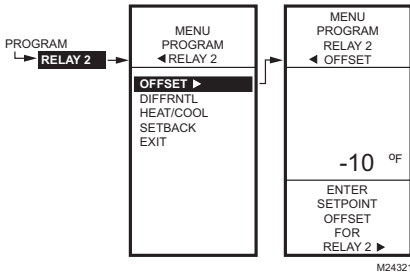 PROGRAM
RELAY 2
MENU
PROGRAM
◄ RELAY 2
OFFSET ►
DIFFRNTL
HEAT/COOL
SETBACK
EXIT
MENU
PROGRAM
RELAY 2
◄ OFFSET
-10 °F
ENTER
SETPOINT
OFFSET
FOR
RELAY 2 ►
M24321